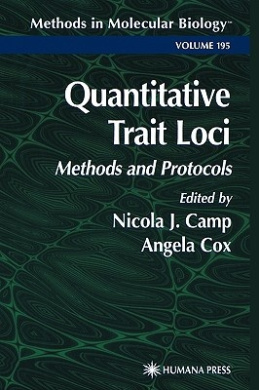 Methods in Molecular Biology™
VOLUME 195
Quantitative
Trait Loci
Methods and Protocols
Edited by
Nicola J. Camp
Angela Cox
HUMANA PRESS